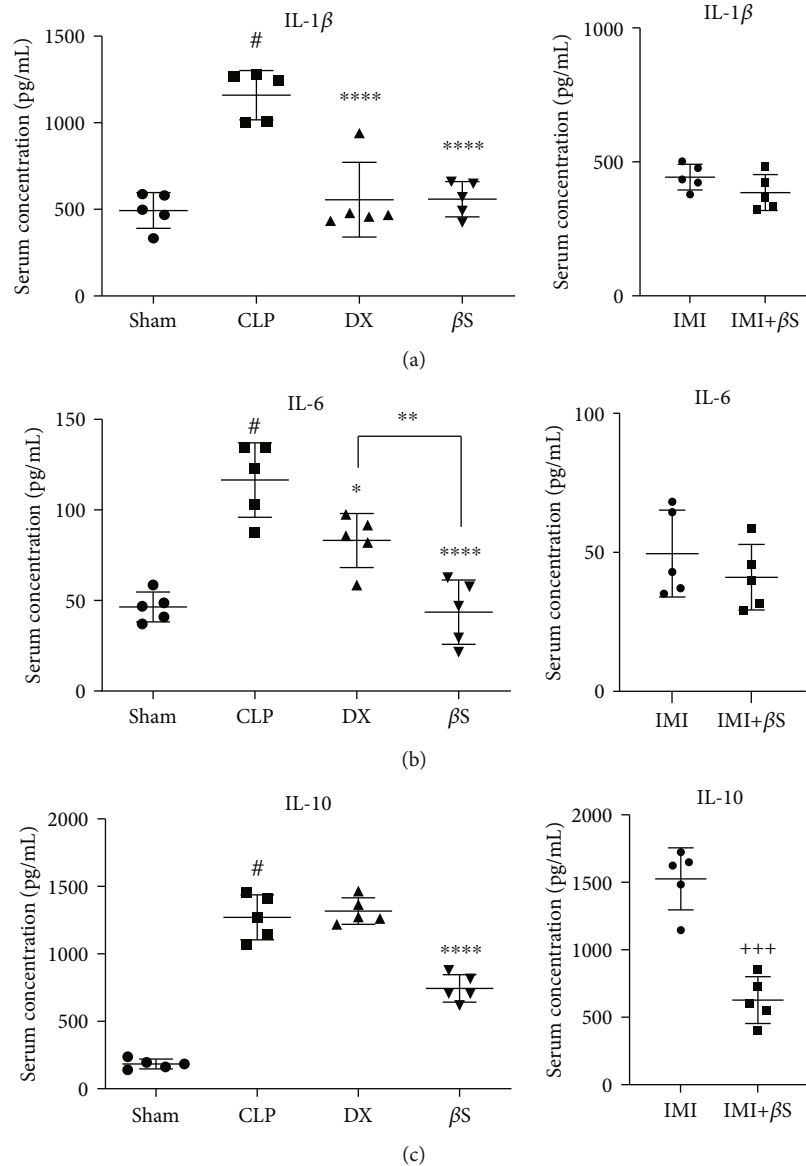 IL-1β
Serum concentration (pg/mL)
1500
1000
500
0
#
****
****
Sham CLP DX βS
IL-1β
Serum concentration (pg/mL)
1000
500
0
IMI IMI+βS
(a)
IL-6
Serum concentration (pg/mL)
150
100
50
0
#
**
*
****
Sham CLP DX βS
IL-6
Serum concentration (pg/mL)
100
50
0
IMI IMI+βS
(b)
IL-10
Serum concentration (pg/mL)
2000
1500
1000
500
0
#
****
Sham CLP DX βS
IL-10
Serum concentration (pg/mL)
2000
1500
1000
500
0
+++
IMI IMI+βS
(c)